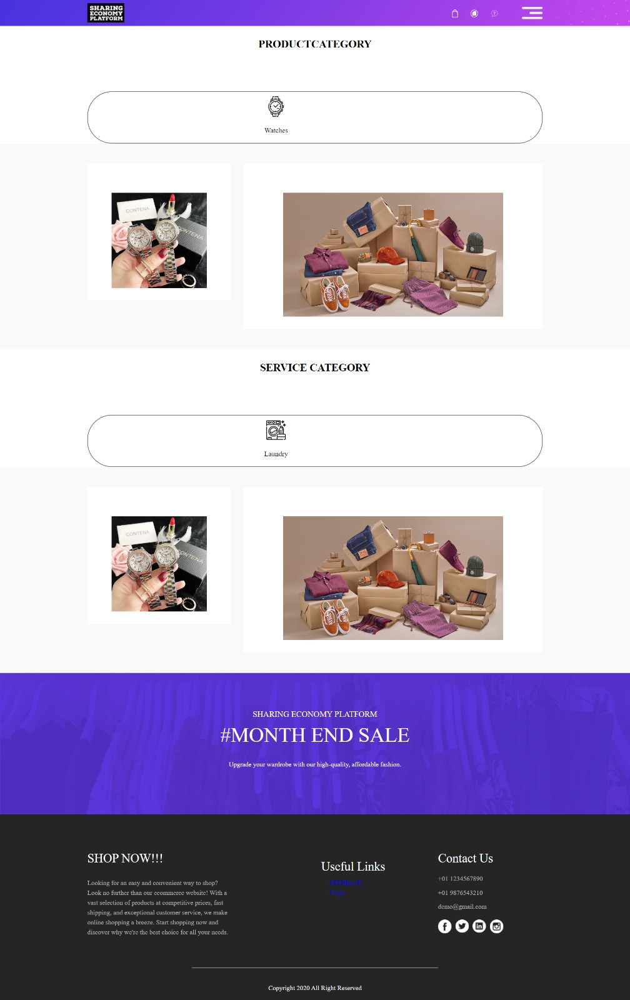 SHARING
ECONOMY
PLATFORM
PRODUCTCATEGORY
Watches
CONTENA
CONTENA
SERVICE CATEGORY
Laundry
CONTENA
CONTENA
SHARING ECONOMY PLATFORM
#MONTH END SALE
Upgrade your wardrobe with our high-quality, affordable fashion.
SHOP NOW!!!
Looking for an easy and convenient way to shop?
Look no further than our ecommerce website! With a
vast selection of products at competitive prices, fast
shipping, and exceptional customer service, we make
online shopping a breeze. Start shopping now and
discover why we're the best choice for all your needs.
Useful Links
FEEDBACK
FAQs
Contact Us
+01 1234567890
+01 9876543210
demo@gmail.com
Copyright 2020 All Right Reserved